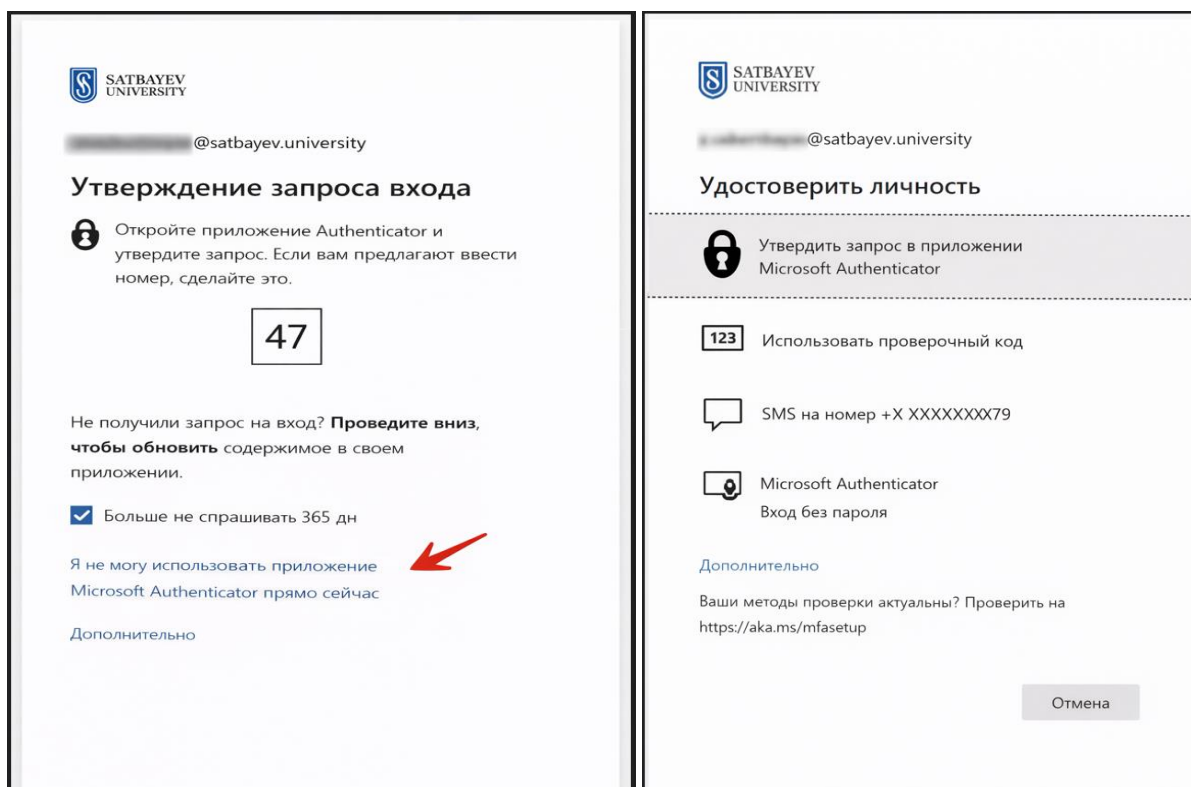 SATBAYEV
UNIVERSITY
@satbayev.university
Утверждение запроса входа
Откройте приложение Authenticator и
утвердите запрос. Если вам предлагают ввести
номер, сделайте это.
47
Не получили запрос на вход? Проведите вниз,
чтобы обновить содержимое в своем
приложении.
Больше не спрашивать 365 дн
Я не могу использовать приложение
Microsoft Authenticator прямо сейчас
Дополнительно
SATBAYEV
UNIVERSITY
@satbayev.university
Удостоверить личность
Утвердить запрос в приложении
Microsoft Authenticator
123
Использовать проверочный код
SMS на номер +X XXXXXXXX79
Microsoft Authenticator
Вход без пароля
Дополнительно
Ваши методы проверки актуальны? Проверить на
https://aka.ms/mfasetup
Отмена